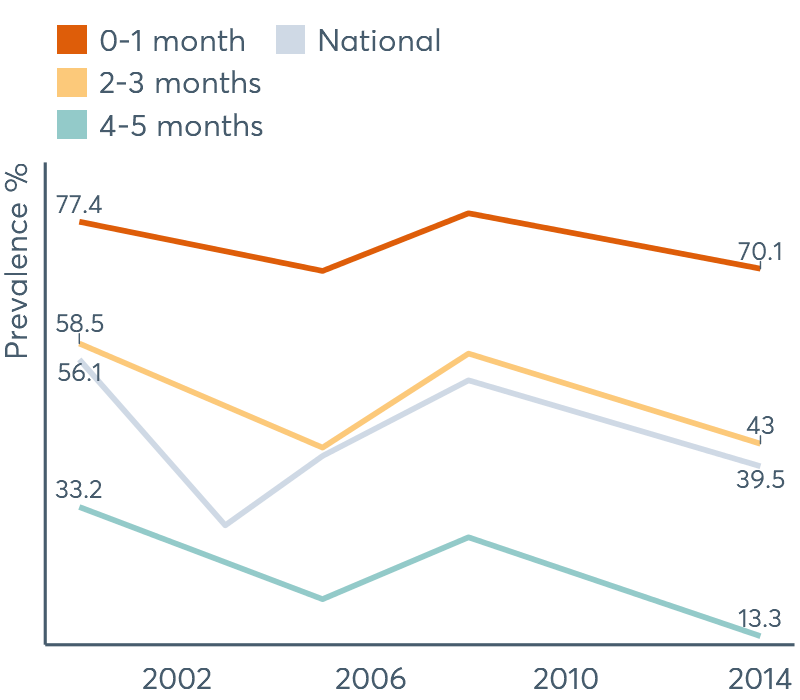 0-1 month National
2-3 months
4-5 months
Prevalence %
77.4
70.1
58.5
56.1
43
39.5
33.2
13.3
2002 2006 2010 2014